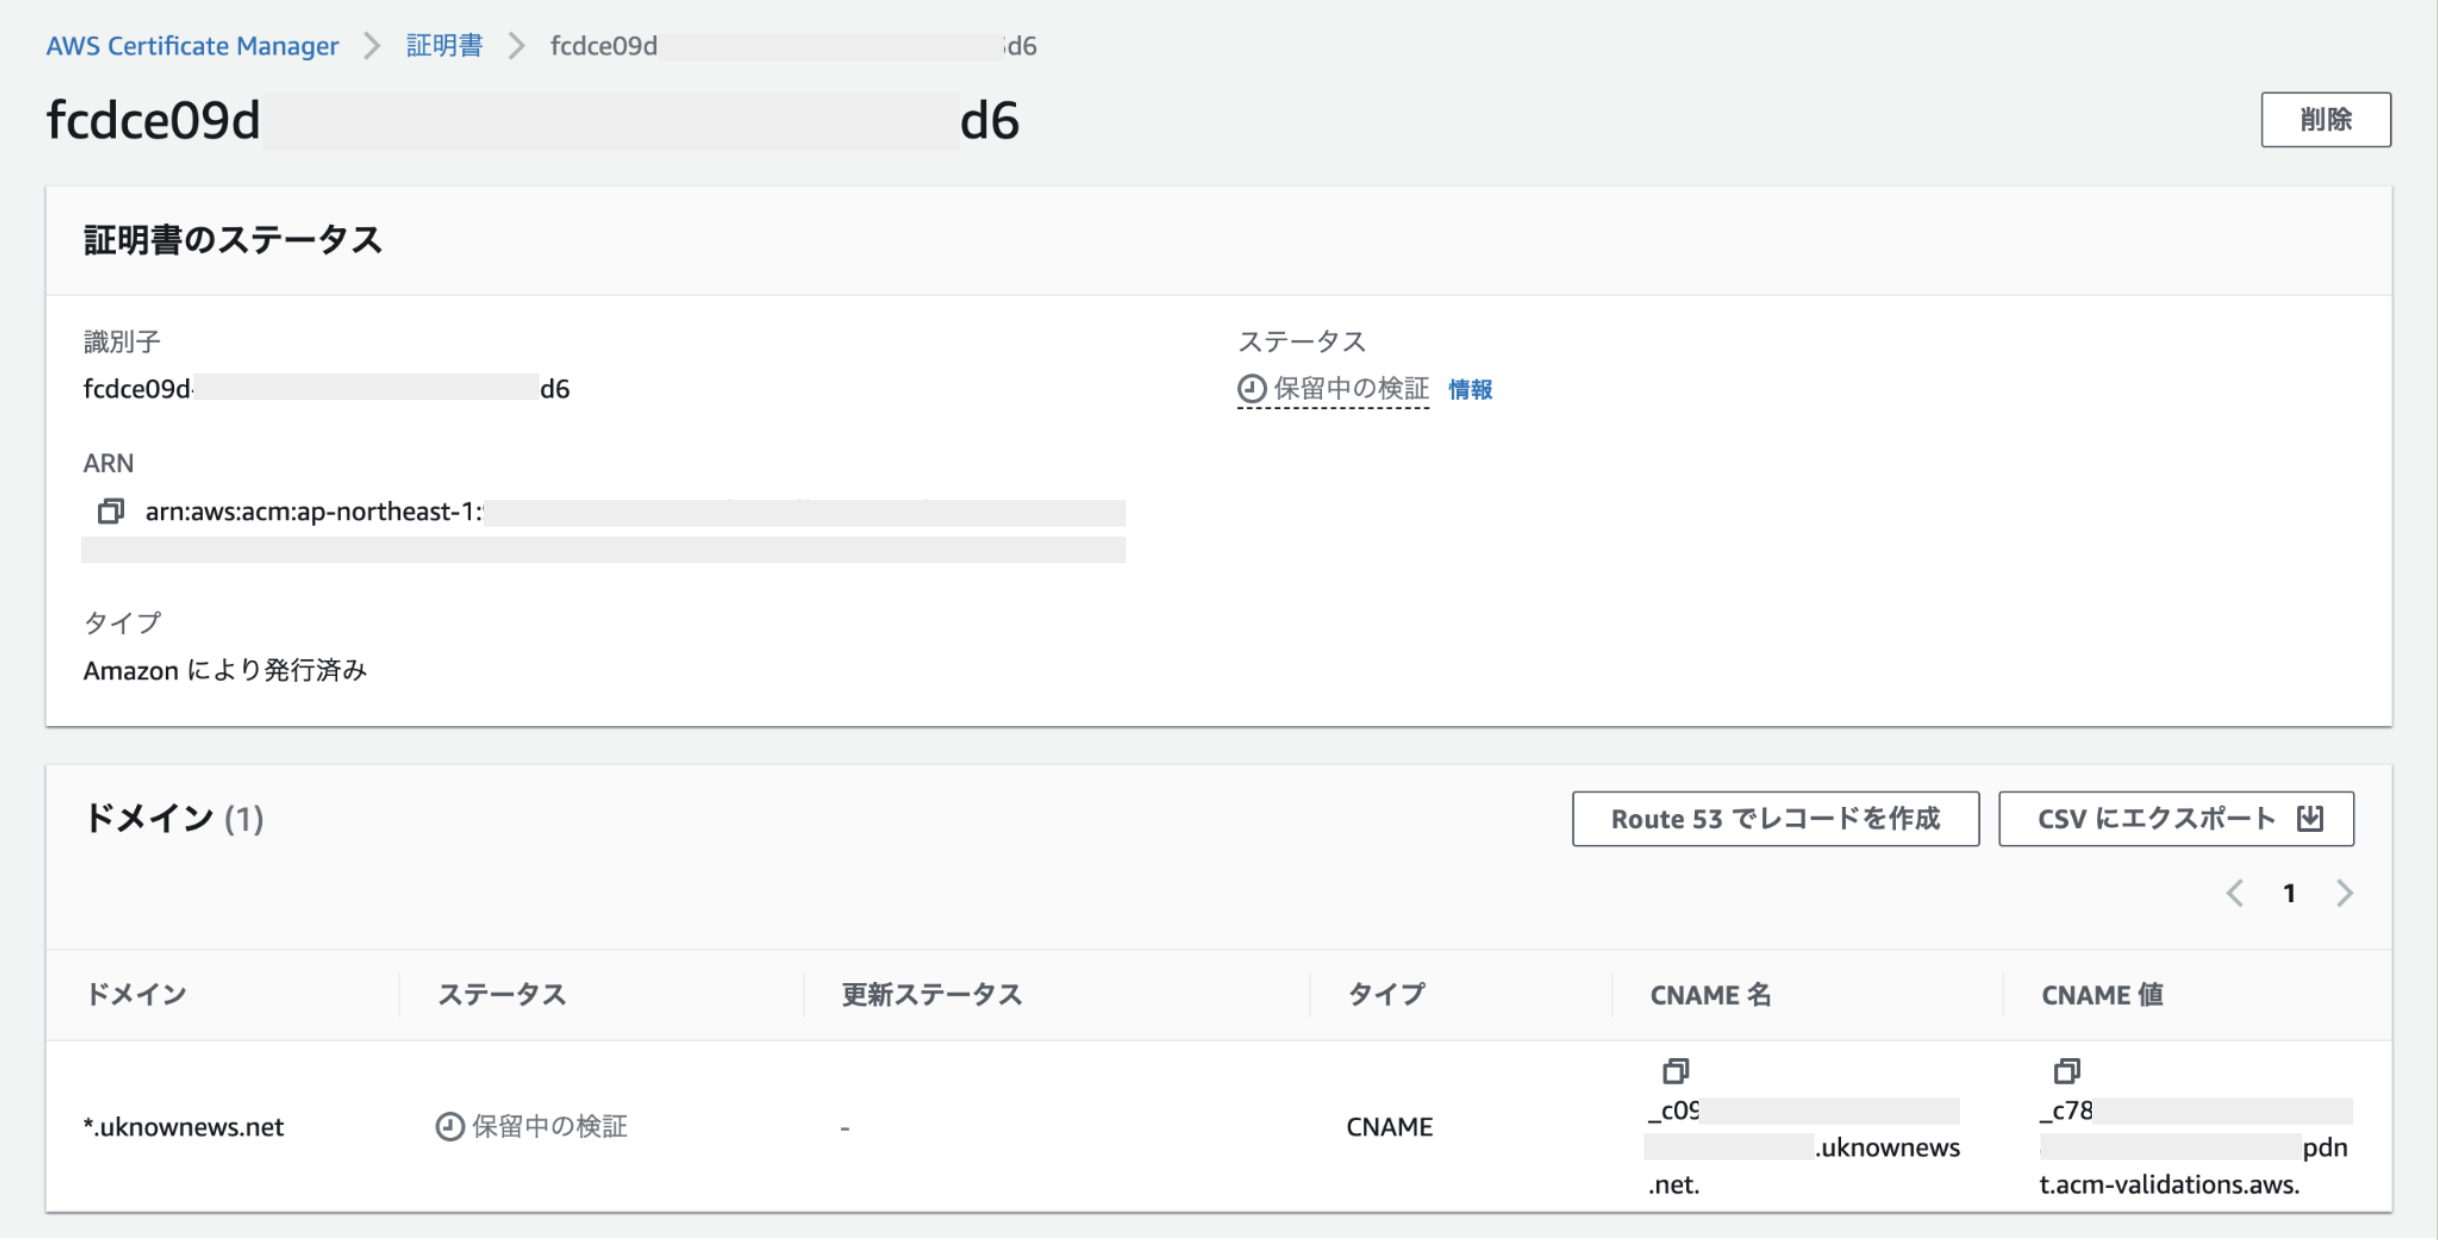 AWS Certificate Manager > 証明書 > fcdce09d d6
fcdce09d d6
削除
証明書のステータス
識別子
fcdce09d- d6
ステータス
保留中の検証 情報
ARN
arn:aws:acm:ap-northeast-1:
タイプ
Amazon により発行済み
ドメイン (1)
Route 53 でレコードを作成
CSV にエクスポート
1
ドメイン ステータス 更新ステータス タイプ CNAME 名 CNAME 値
*.uknownews.net 保留中の検証 - CNAME
_c09
.uknownews
.net.
_c78
pdn
t.acm-validations.aws.